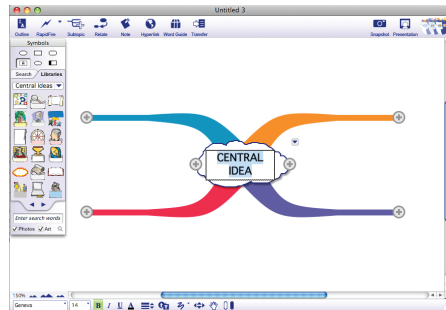 Untitled 3
Outline RapidFire Subtopic Relate Note Hyperlink Word Guide Transfer Snapshot Presentation
Symbols
Search Libraries
Central Ideas
CENTRAL
IDEA
Enter search words
✓Photos ✓Art
150%
Geneva 14 B I U A